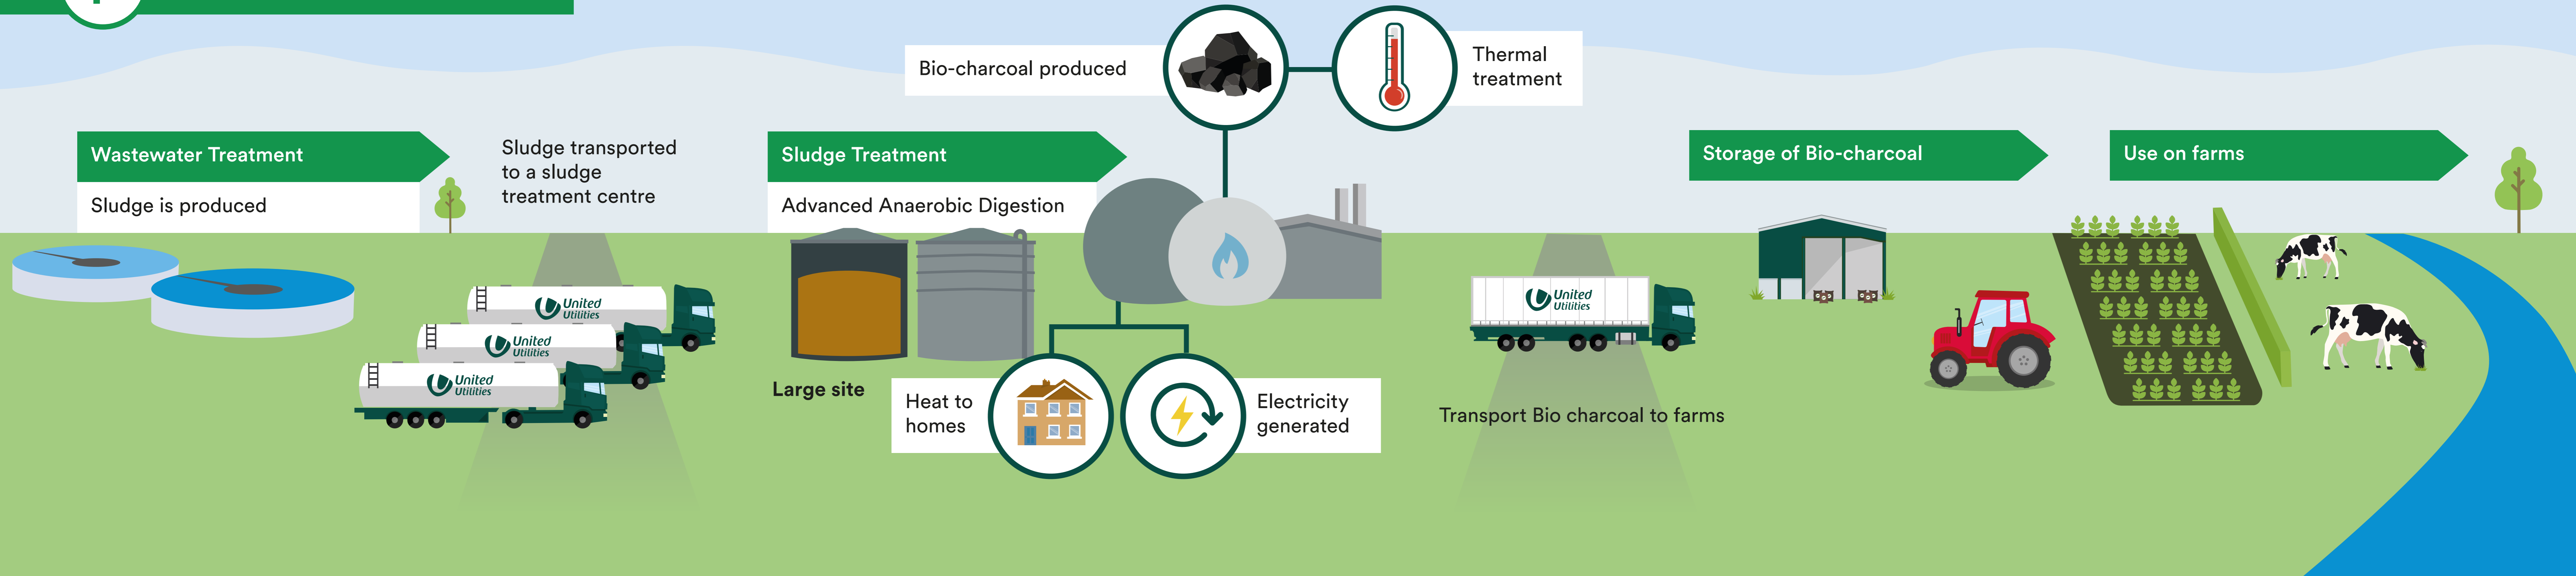 Bio-charcoal produced
Thermal
treatment
Wastewater Treatment
Sludge is produced
Sludge transported
to a sludge
treatment centre
Sludge Treatment
Advanced Anaerobic Digestion
Storage of Bio-charcoal
Use on farms
United
Utilities
United
Utilities
United
Utilities
United
Utilities
Large site
Heat to
homes
Electricity
generated
Transport Bio charcoal to farms